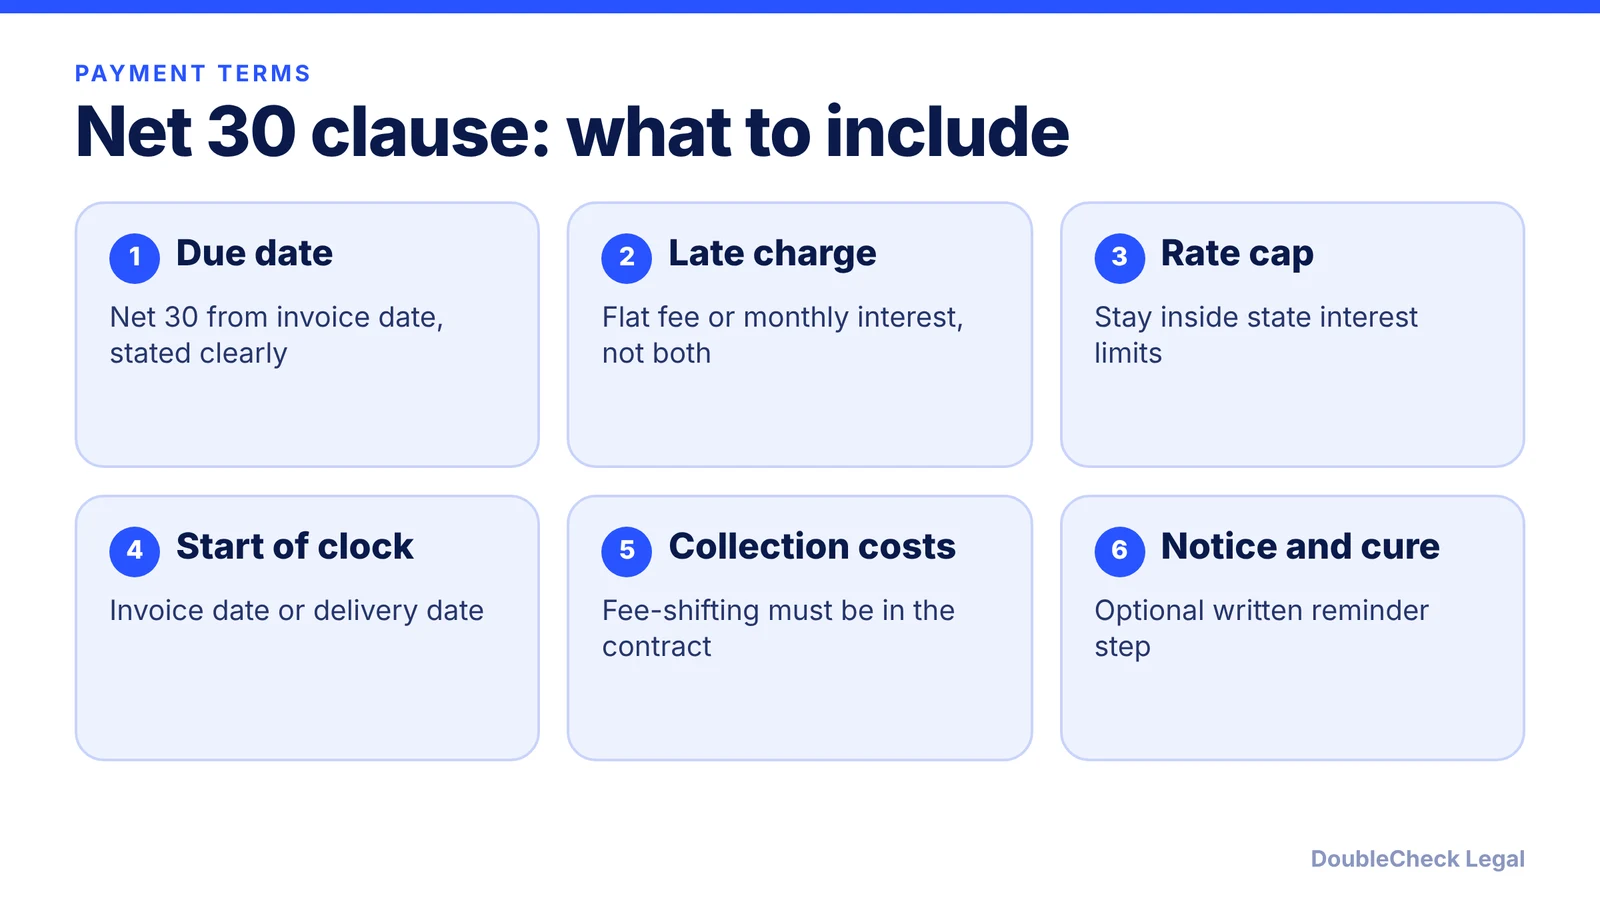 PAYMENT TERMS
Net 30 clause: what to include
1 Due date
Net 30 from invoice date,
stated clearly
2 Late charge
Flat fee or monthly interest,
not both
3 Rate cap
Stay inside state interest
limits
4 Start of clock
Invoice date or delivery date
5 Collection costs
Fee-shifting must be in the
contract
6 Notice and cure
Optional written reminder
step
DoubleCheck Legal